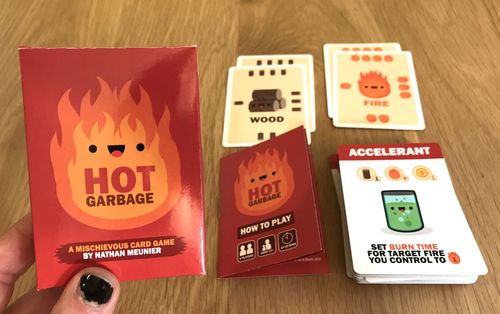 HOT
GARBAGE
A MISCHIEVOUS CARD GAME
BY NATHAN MEUNIER
WOOD
FIRE
HOT
GARBAGE
HOW TO PLAY
ACCELERANT
SET BURN TIME
FOR TARGET FIRE
YOU CONTROL TO 1